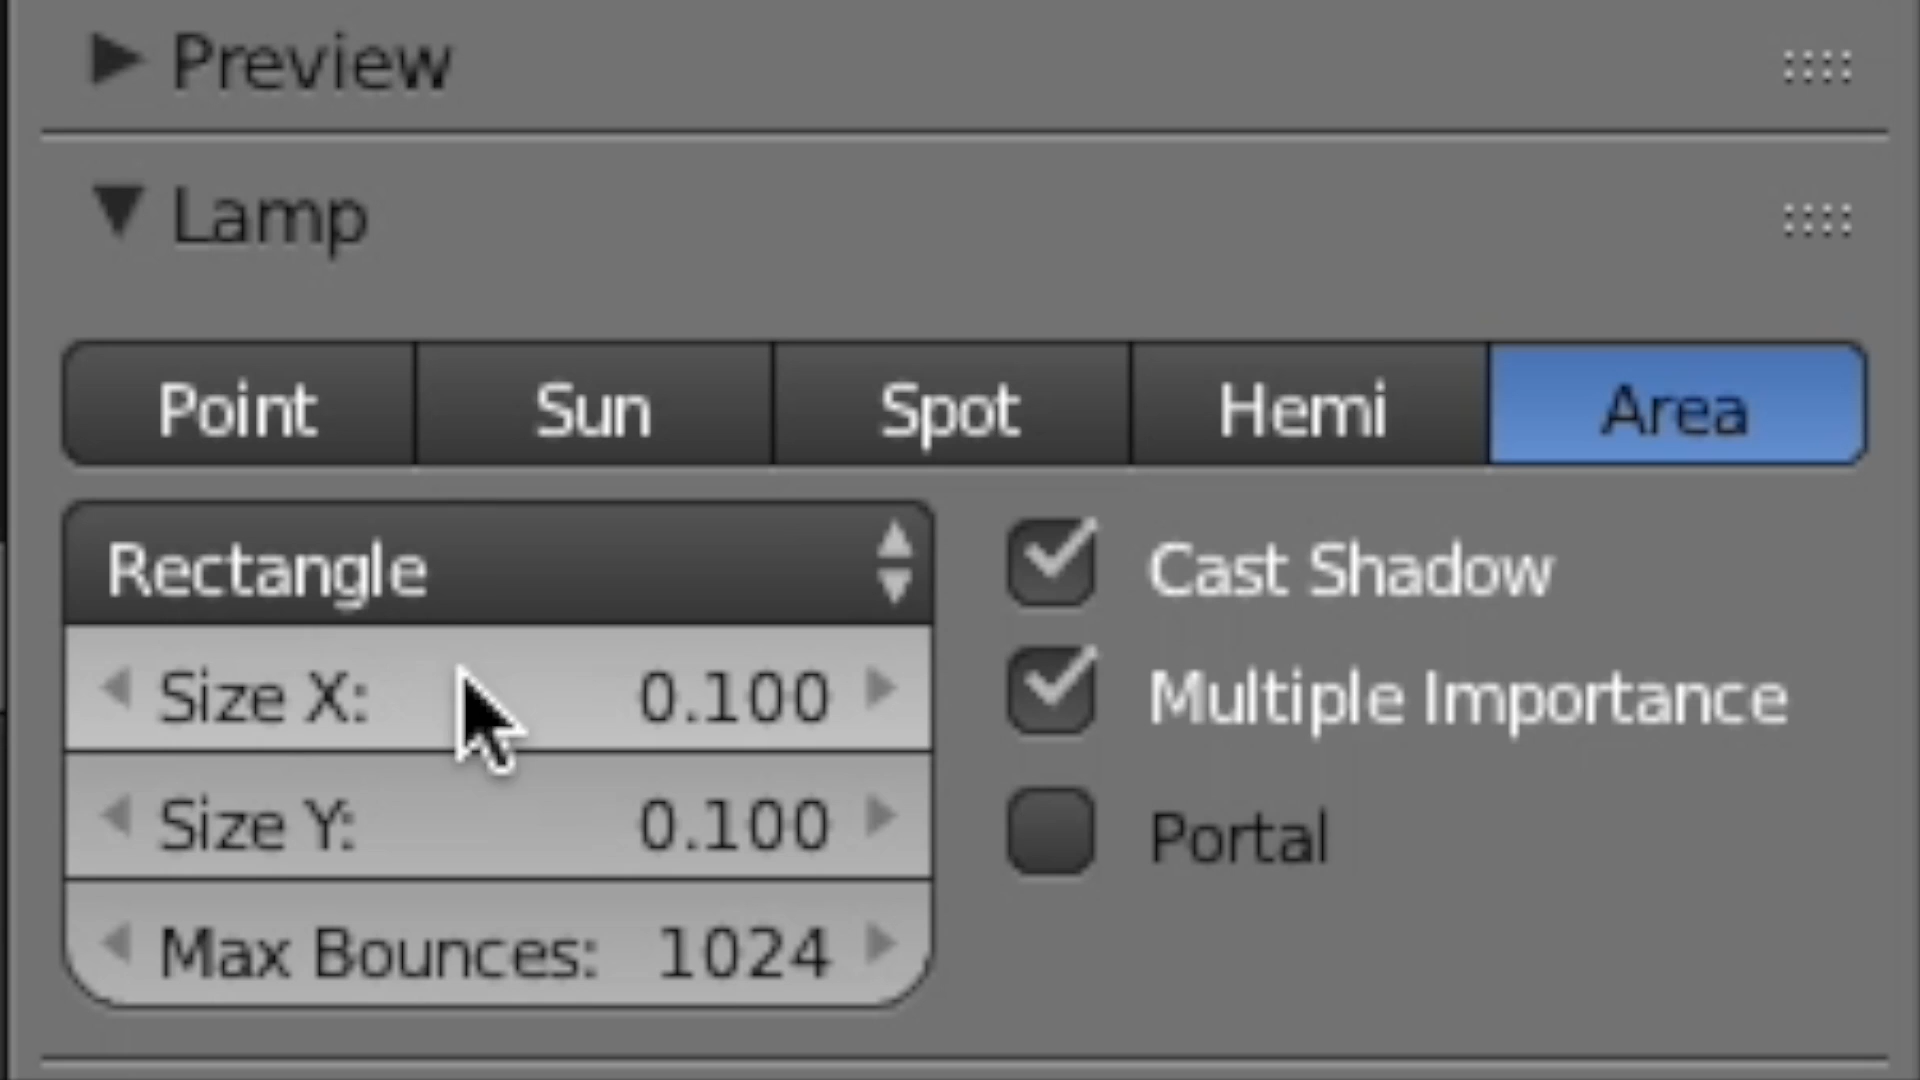 Preview
Lamp
Point Sun Spot Hemi Area
Rectangle
Cast Shadow
Size X: 0.100
Multiple Importance
Size Y: 0.100
Portal
Max Bounces: 1024